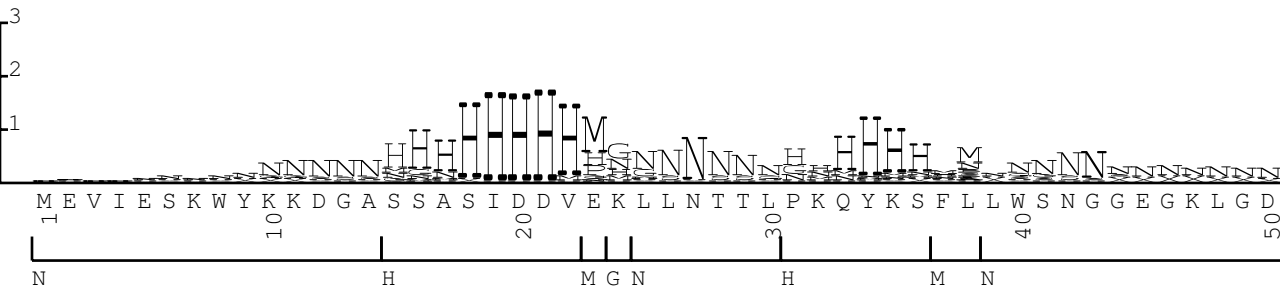 3
2
1
N N N N N H H H H H H H H M G N N N N N N H H H H H M N N N N N N N N N N N
M E V I E S K W Y K K D G A S S A S I D D V E K L L N T T L P K Q Y K S F L L W S N G G E G K L G D
1 10 20 30 40 50
N H M G N H M N